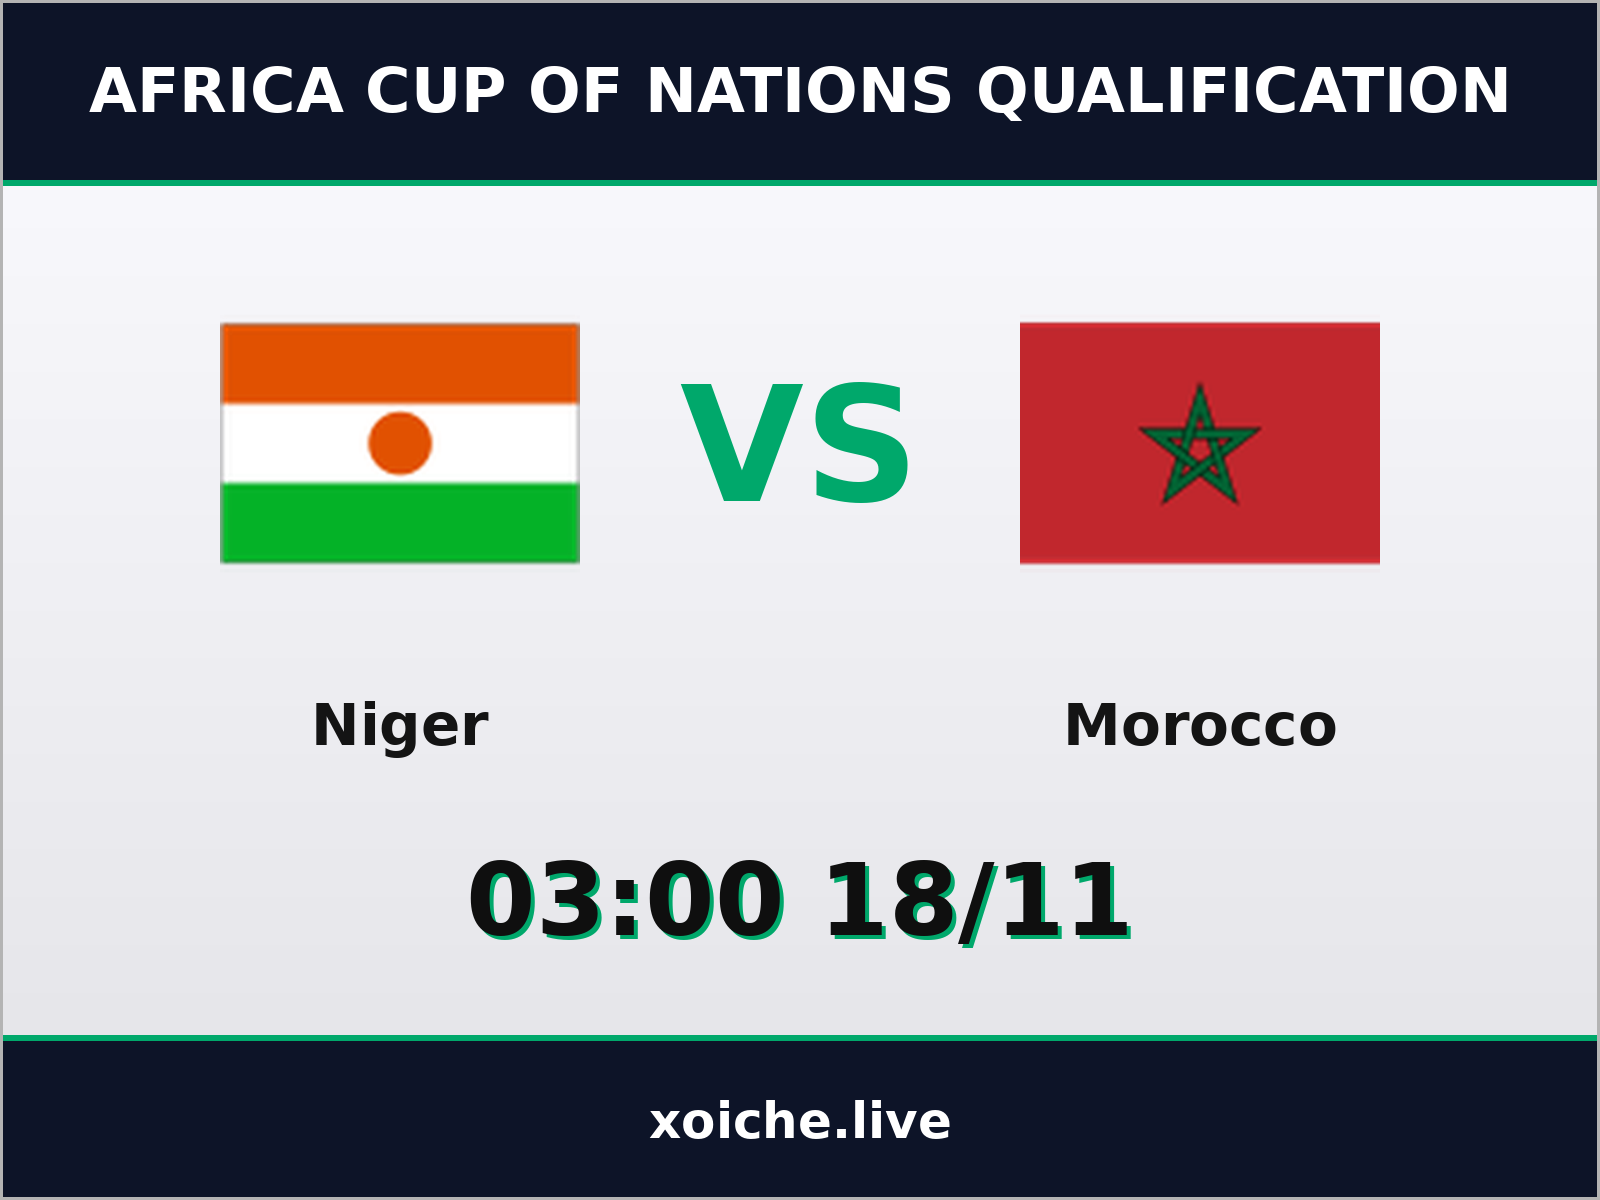 AFRICA CUP OF NATIONS QUALIFICATION
VS
Niger
Morocco
03:00 18/11
xoiche.live